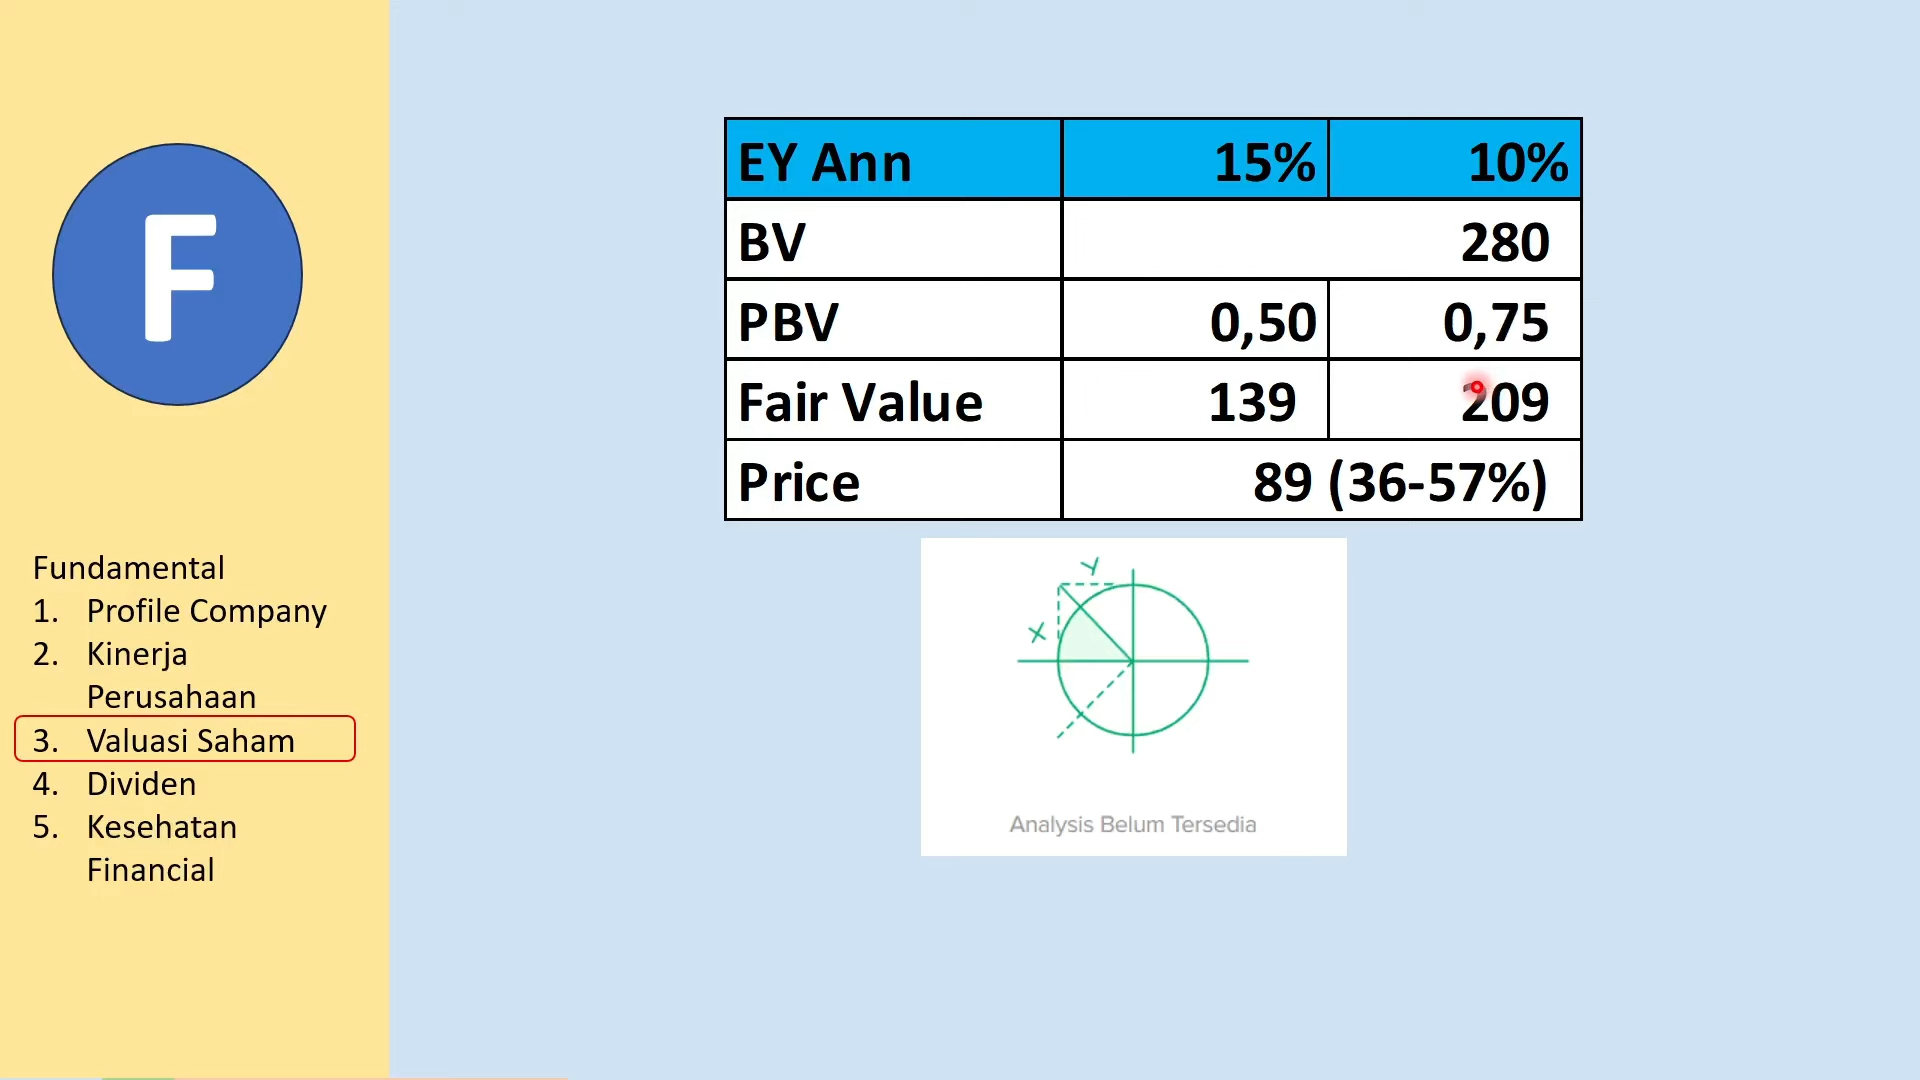 F
Fundamental
1. Profile Company
2. Kinerja
Perusahaan
3. Valuasi Saham
4. Dividen
5. Kesehatan
Financial
EY Ann 15% 10%
BV 280
PBV 0,50 0,75
Fair Value 139 209
Price 89 (36-57%)
Y
X
Analysis Belum Tersedia